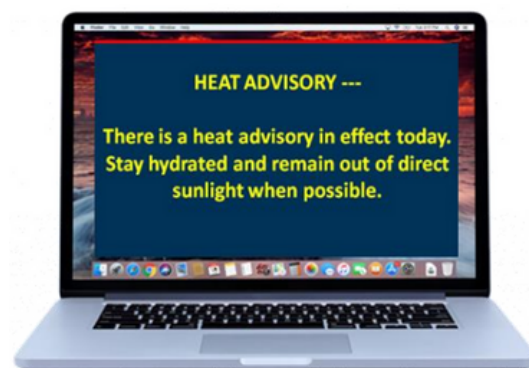 HEAT ADVISORY ---
There is a heat advisory in effect today.
Stay hydrated and remain out of direct
sunlight when possible.